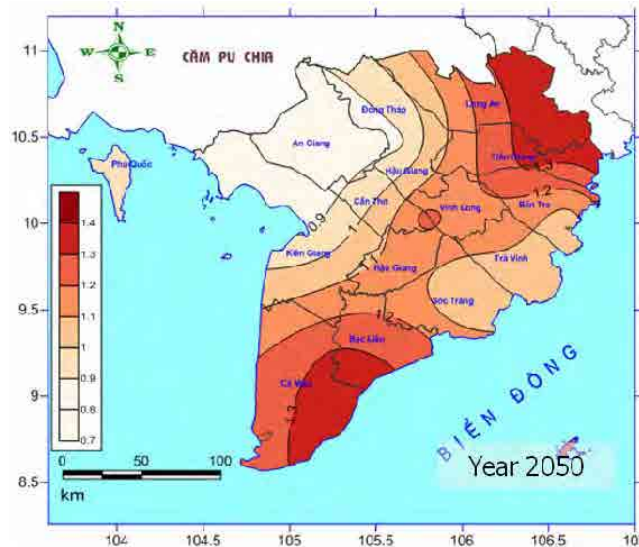 N
W E
S
CĂM PU CHIA
11
Đồng Tháp
Long An
10.5
An Giang
Tiền Giang
Phú Quốc
Hậu Giang
1.3
1.2
Cần Thơ
Vĩnh Long
Bến Tre
10
0.9
1
Kiên Giang
Trà Vinh
Hậu Giang
9.5
Sóc Trăng
1.2
Bạc Liêu
9
Cà Mau
1.3
8.5
1.4
1.3
1.2
1.1
1
0.9
0.8
0.7
0 50 100
km
BIỂN ĐÔNG
Year 2050
104 104.5 105 105.5 106 106.5